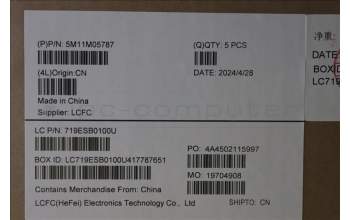 (P)P/N: 5M11M05787
(Q)QTY: 5 PCS
净重:
(4L)Origin:CN
DATE: 2024/4/28
DATE
BOX ID
LC719
Made in China
Supplier: LCFC
LC P/N: 719ESB0100U
PO: 4A4502115997
BOX ID: LC719ESB0100U417787651
MO: 19704908
Contains Merchandise From: China
LCFC(HeFei) Electronics Technology Co., Ltd
SHIPTO: CN